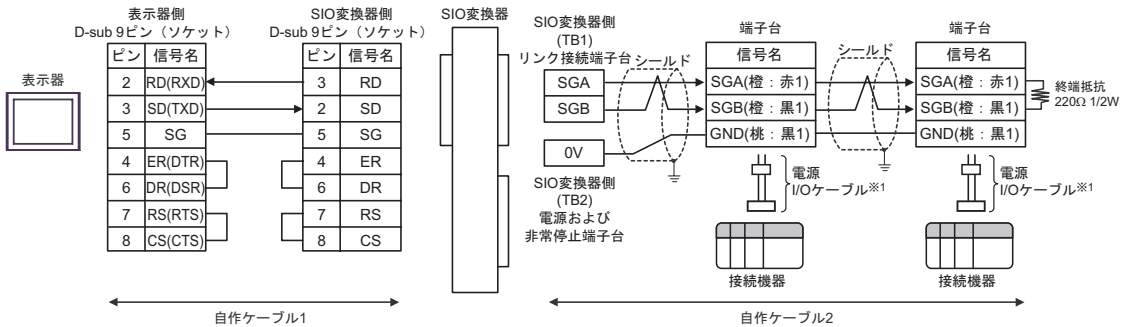 表示器
表示器側
D-sub 9ピン（ソケット）
ピン 信号名
2 RD(RXD)
3 SD(TXD)
5 SG
4 ER(DTR)
6 DR(DSR)
7 RS(RTS)
8 CS(CTS)
SIO変換器側
D-sub 9ピン（ソケット）
ピン 信号名
3 RD
2 SD
5 SG
4 ER
6 DR
7 RS
8 CS
自作ケーブル1
SIO変換器
SIO変換器側
(TB1)
リンク接続端子台
SGA
SGB
0V
SIO変換器側
(TB2)
電源および
非常停止端子台
シールド
端子台
信号名
SGA(橙：赤1)
SGB(橙：黒1)
GND(桃：黒1)
電源
I/Oケーブル※1
接続機器
シールド
端子台
信号名
SGA(橙：赤1)
SGB(橙：黒1)
GND(桃：黒1)
終端抵抗
220Ω 1/2W
電源
I/Oケーブル※1
接続機器
自作ケーブル2